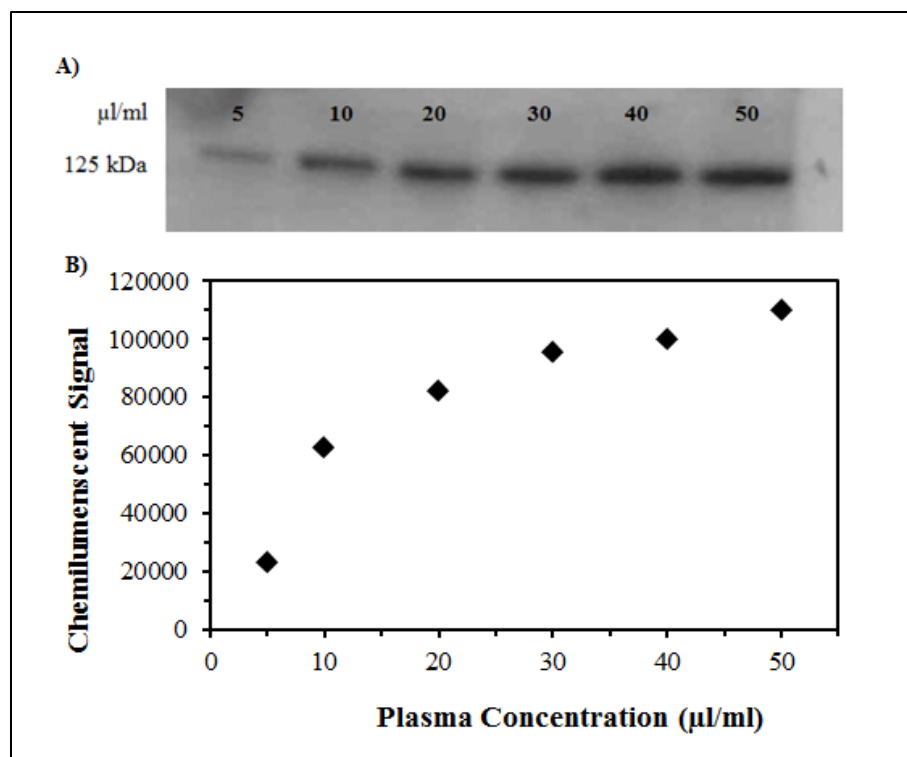 A)
µl/ml 5 10 20 30 40 50
125 kDa
B)
120000
100000
80000
60000
40000
20000
0
Chemilumenscent Signal
0 10 20 30 40 50
Plasma Concentration (µl/ml)